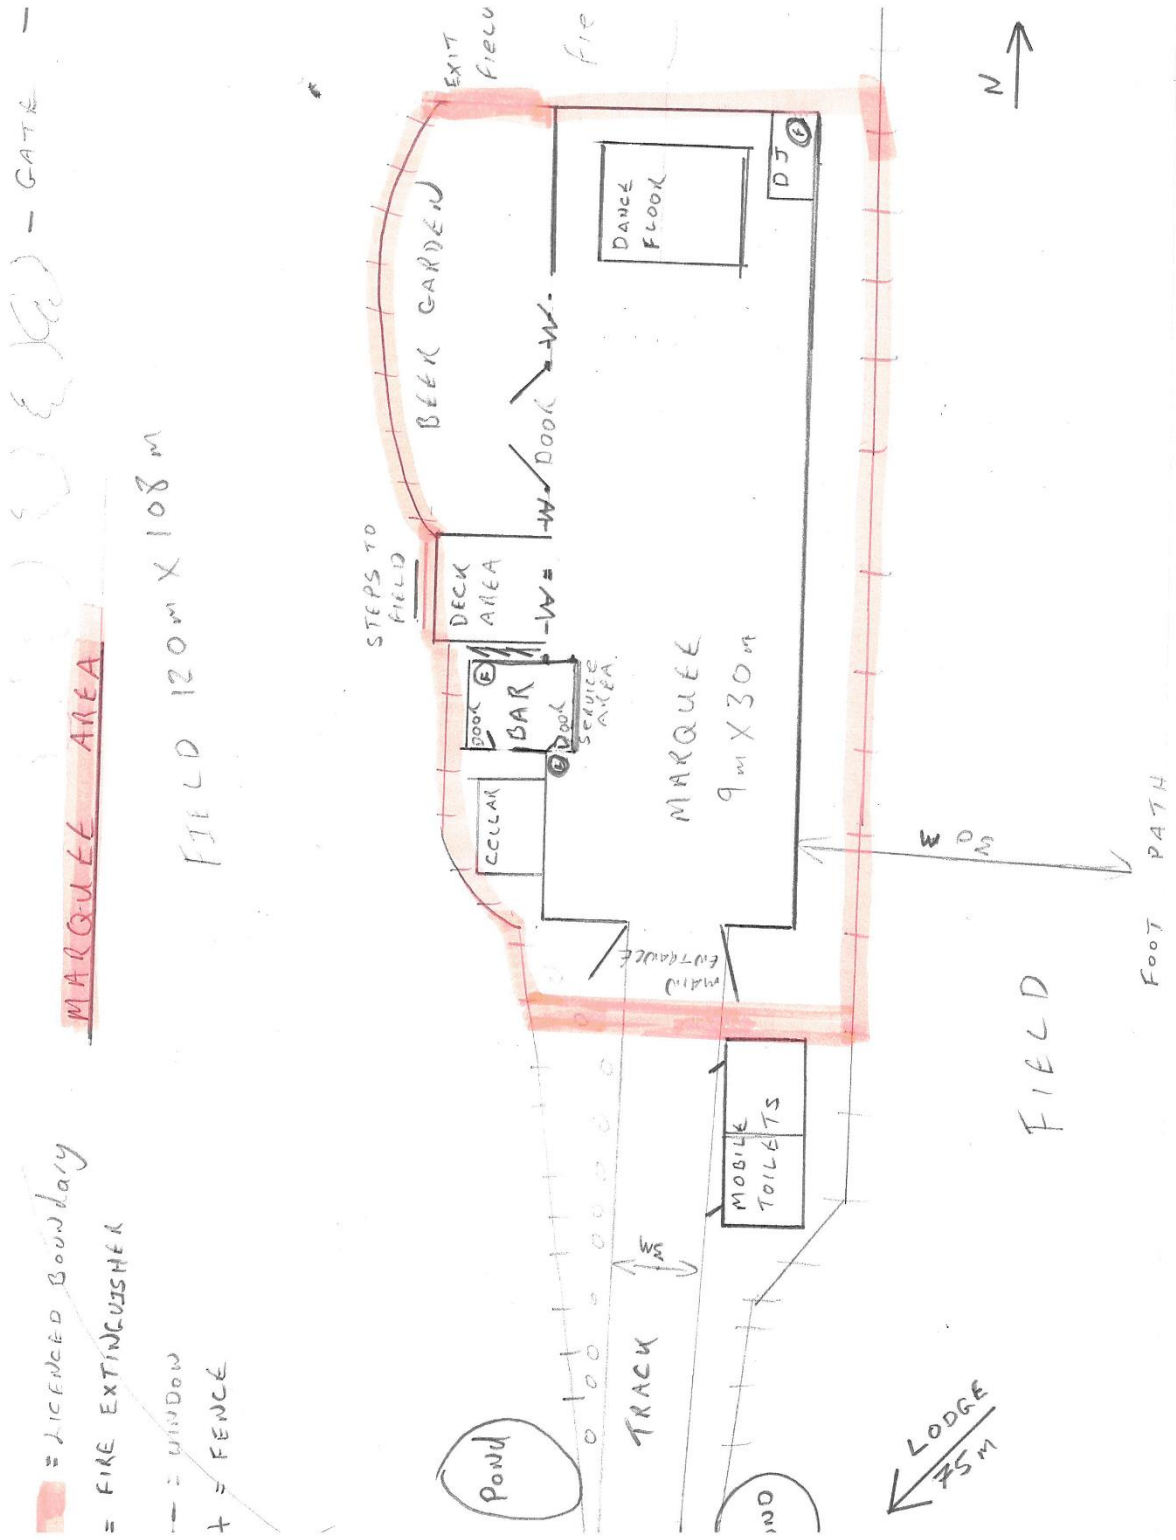 = LICENCED Boundary
= FIRE EXTINGUISHER
— = WINDOW
+ = FENCE
MARQUEE AREA
- GATE -
FIELD 120m X 108m
STEPS TO
FIELD
EXIT
FIELD
BEER GARDEN
DECK
AREA
DOOR
BAR
DOOR
SERVICE
AREA.
CELLAR
-W=
-W
DOOR
-W-
DANCE
FLOOR
DJ
F
MARQUEE
9m X 30m
MAIN
ENTRANCE
MOBILE
TOILETS
TRACK
POND
FIELD
FOOT PATH
LODGE
75M
N